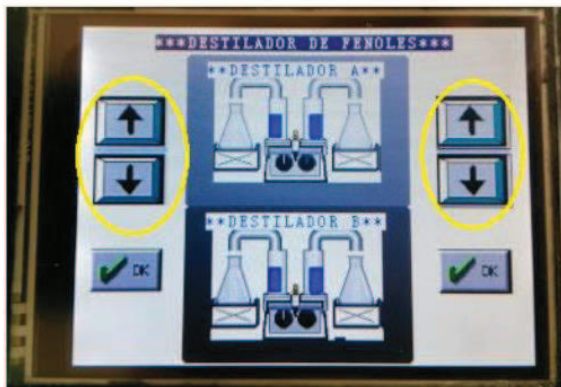 ***DESTILADOR DE FENOLES***
**DESTILADOR A**
**DESTILADOR B**
OK
OK